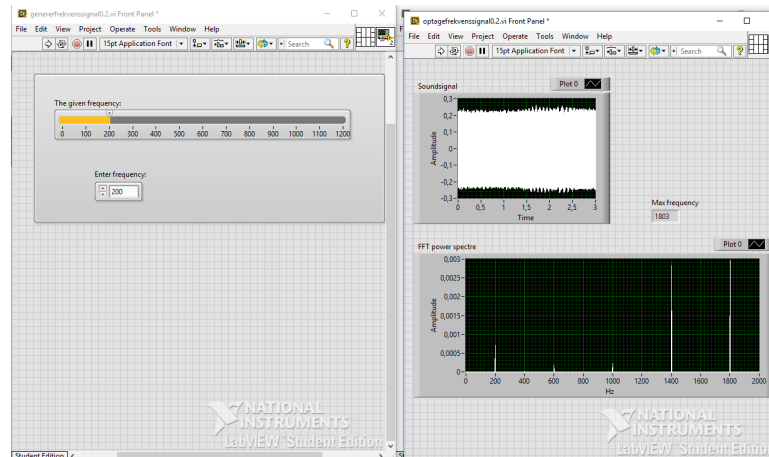 genererfrekvenssignal0.2.vi Front Panel *
File Edit View Project Operate Tools Window Help
15pt Application Font
Search
2
The given frequency:
0 100 200 300 400 500 600 700 800 900 1000 1100 1200
Enter frequency:
200
NATIONAL
INSTRUMENTS
LabVIEW Student Edition
Student Edition
optagefrekvenssignal0.2.vi Front Panel *
File Edit View Project Operate Tools Window Help
15pt Application Font
Search
Soundsignal
Plot 0
0,3
0,2
0,1
0
-0,1
-0,2
-0,3
Amplitude
0 0,5 1 1,5 2 2,5 3
Time
Max frequency
1803
FFT power spectre
Plot 0
0,003
0,0025
0,002
0,0015
0,001
0,0005
0
Amplitude
0 200 400 600 800 1000 1200 1400 1600 1800 2000
Hz
NATIONAL
INSTRUMENTS
LabVIEW Student Editio